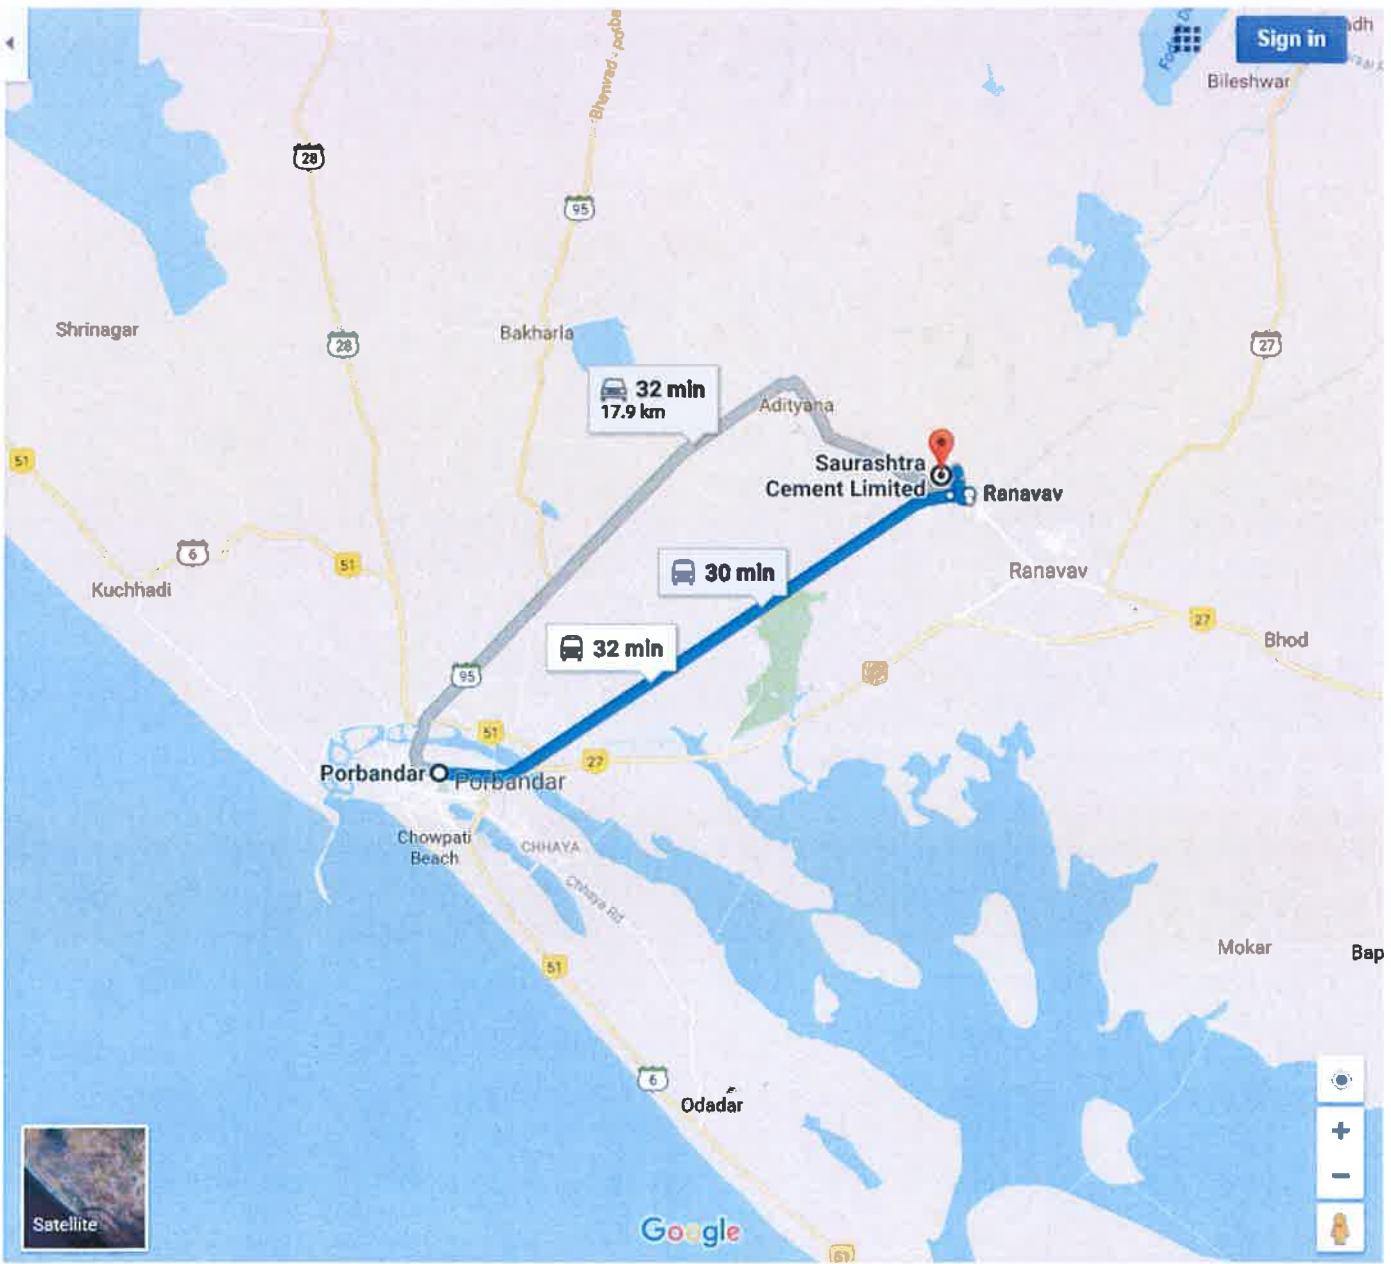 Sign in
Bileshwar
Bhanvad - porba
28
95
Shrinagar
28
Bakharla
27
32 min
17.9 km
Adityana
51
Saurashtra
Cement Limited
Ranavav
6
51
30 min
Ranavav
Kuchhadi
27
32 min
Bhod
95
51
27
Porbandar
Porbandar
Chowpati
Beach
CHHAYA
Chhaya Rd
Mokar
Bap
51
6
Odadar
Satellite
Google
51